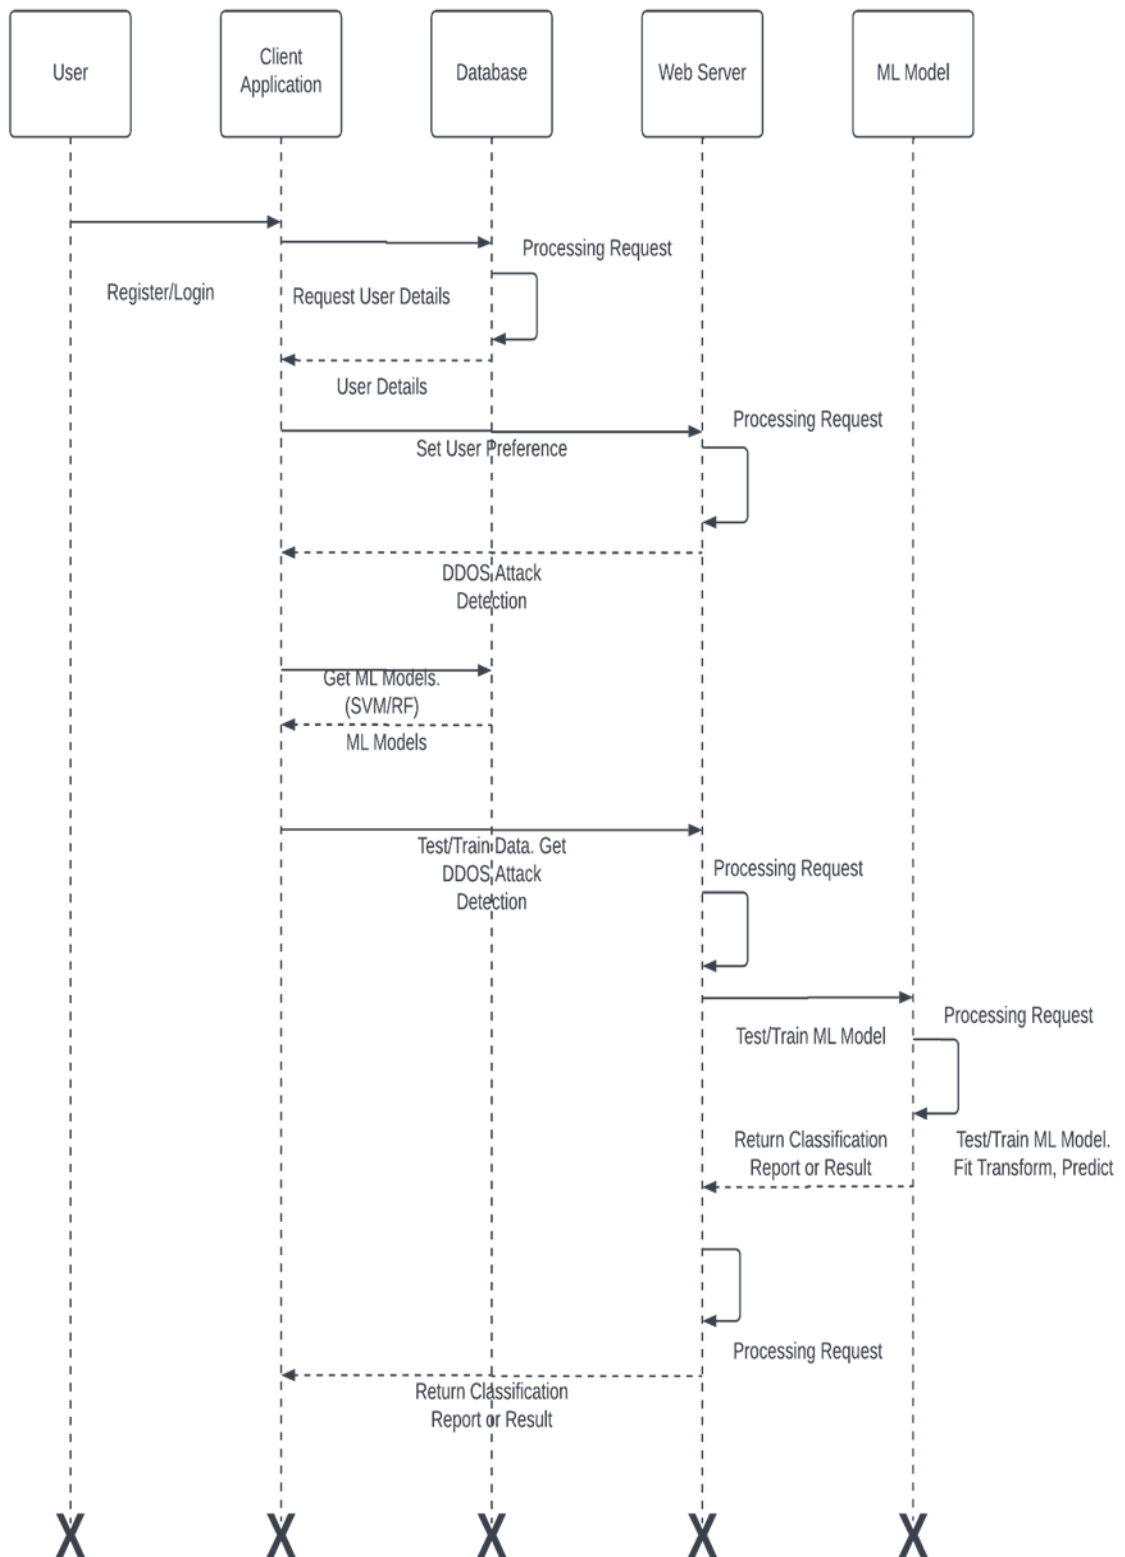 User
Client
Application
Database
Web Server
ML Model
Processing Request
Register/Login
Request User Details
User Details
Processing Request
Set User Preference
DDOS Attack
Detection
Get ML Models.
(SVM/RF)
ML Models
Test/Train Data. Get
DDOS Attack
Detection
Processing Request
Processing Request
Test/Train ML Model
Return Classification
Report or Result
Test/Train ML Model.
Fit Transform, Predict
Processing Request
Return Classification
Report or Result